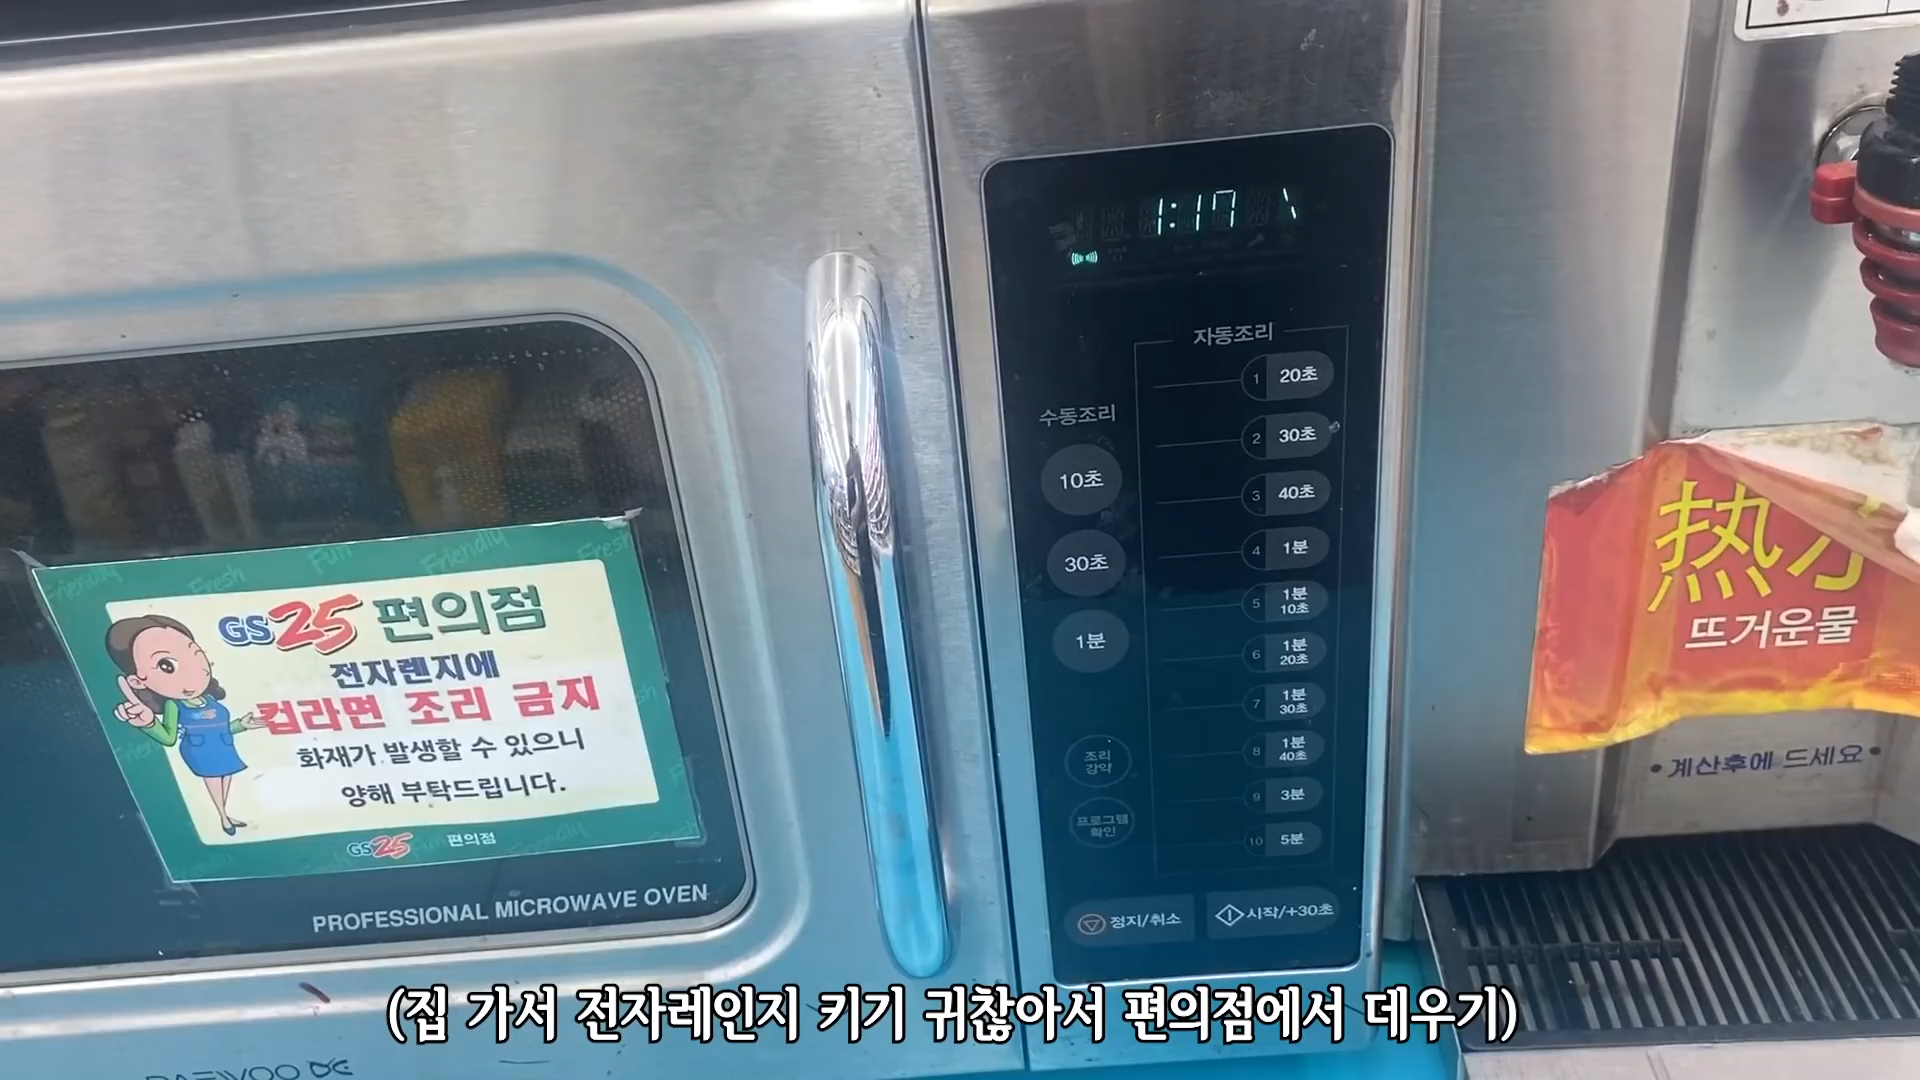 1:17
자동조리
1 20초
2 30초
3 40초
4 1분
5 1분 10초
6 1분 20초
7 1분 30초
8 1분 40초
9 3분
10 5분
수동조리
10초
30초
1분
조리
강약
프로그램
확인
정지/취소
시작/+30초
Friendly Fresh Fun Friendly Fresh
GS25 편의점
전자렌지에
컵라면 조리 금지
화재가 발생할 수 있으니
양해 부탁드립니다.
GS25 편의점
PROFESSIONAL MICROWAVE OVEN
DAEWOO
热水
뜨거운물
•계산후에 드세요•
(집 가서 전자레인지 키기 귀찮아서 편의점에서 데우기)